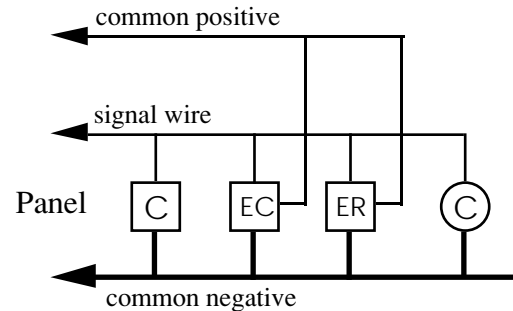 common positive
signal wire
Panel
C
EC
ER
C
common negative